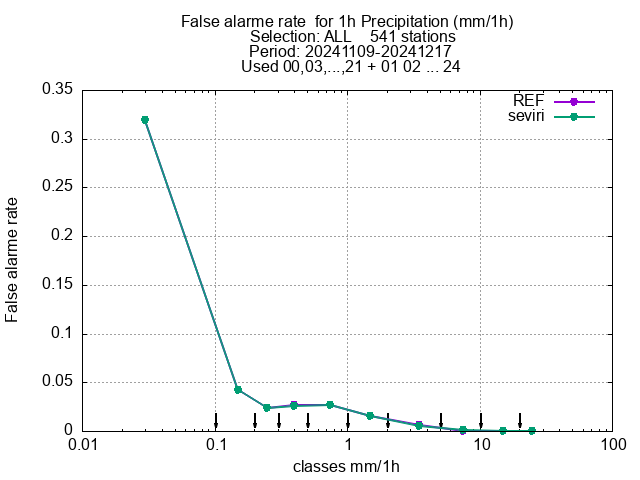 False alarme rate  for 1h Precipitation (mm/1h)
Selection: ALL    541 stations
Period: 20241109-20241217
Used 00,03,...,21 + 01 02 ... 24
REF
seviri
0.35
0.3
0.25
0.2
0.15
0.1
0.05
0
False alarme rate
0.01
0.1
1
10
100
classes mm/1h